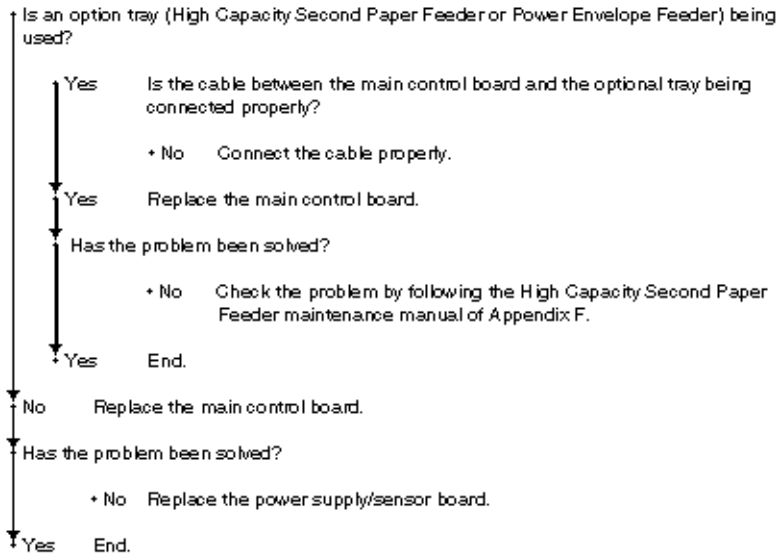 Is an option tray (High Capacity Second Paper Feeder or Power Envelope Feeder) being
used?
Yes Is the cable between the main control board and the optional tray being
connected properly?
• No Connect the cable properly.
Yes Replace the main control board.
Has the problem been solved?
• No Check the problem by following the High Capacity Second Paper
Feeder maintenance manual of Appendix F.
Yes End.
No Replace the main control board.
Has the problem been solved?
• No Replace the power supply/sensor board.
Yes End.